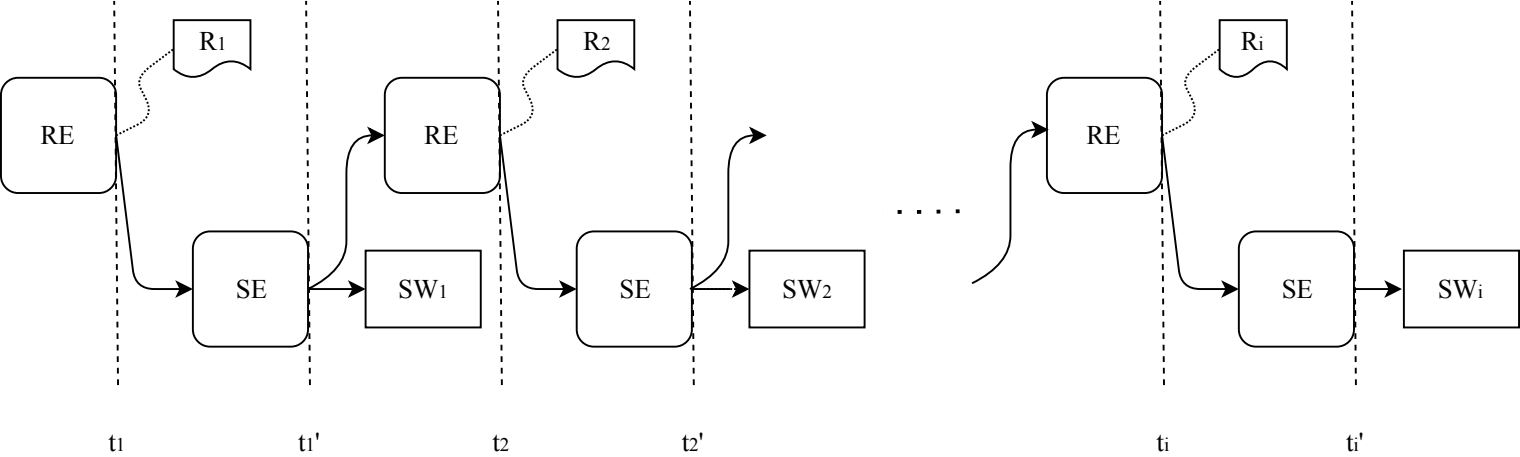 R1
R2
Ri
RE
RE
RE
. . . .
SE
SW1
SE
SW2
SE
SWi
t1
t1'
t2
t2'
ti
ti'